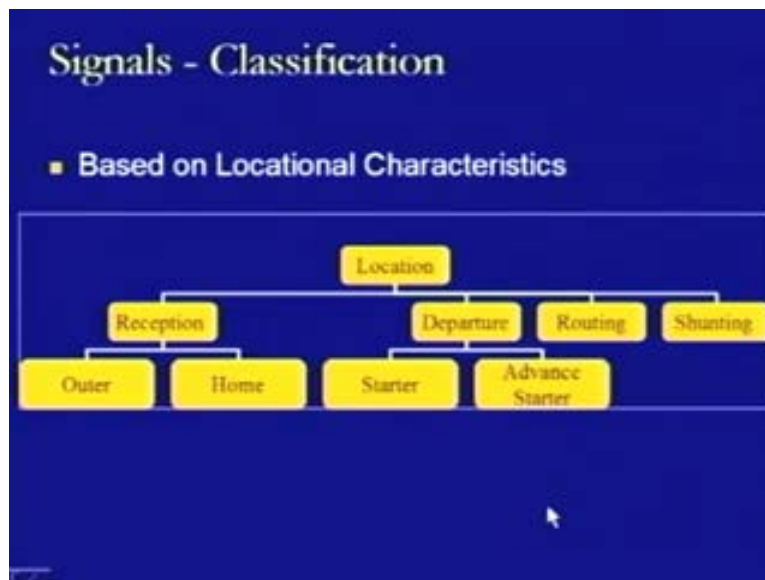 Signals - Classification
Based on Locational Characteristics
Location
Reception
Departure
Routing
Shunting
Outer
Home
Starter
Advance
Starter